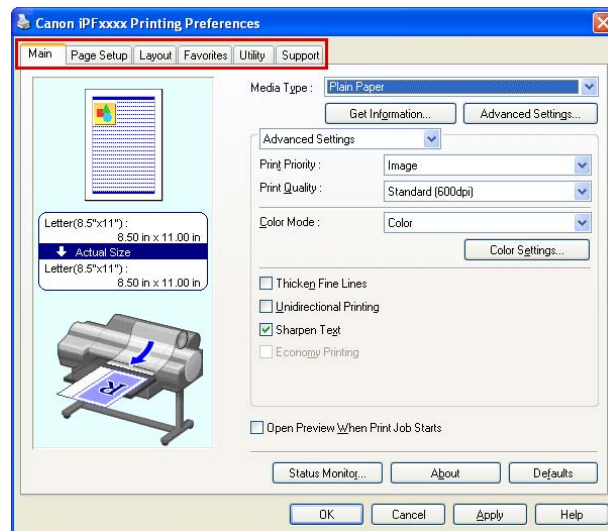 Canon iPFxxxx Printing Preferences
Main Page Setup Layout Favorites Utility Support
Media Type : Plain Paper
Get Information... Advanced Settings...
Advanced Settings
Print Priority : Image
Print Quality : Standard (600dpi)
Color Mode : Color
Color Settings...
Letter(8.5"x11") :
8.50 in x 11.00 in
Actual Size
Letter(8.5"x11") :
8.50 in x 11.00 in
Thicken Fine Lines
Unidirectional Printing
Sharpen Text
Economy Printing
R
Open Preview When Print Job Starts
Status Monitor... About Defaults
OK Cancel Apply Help